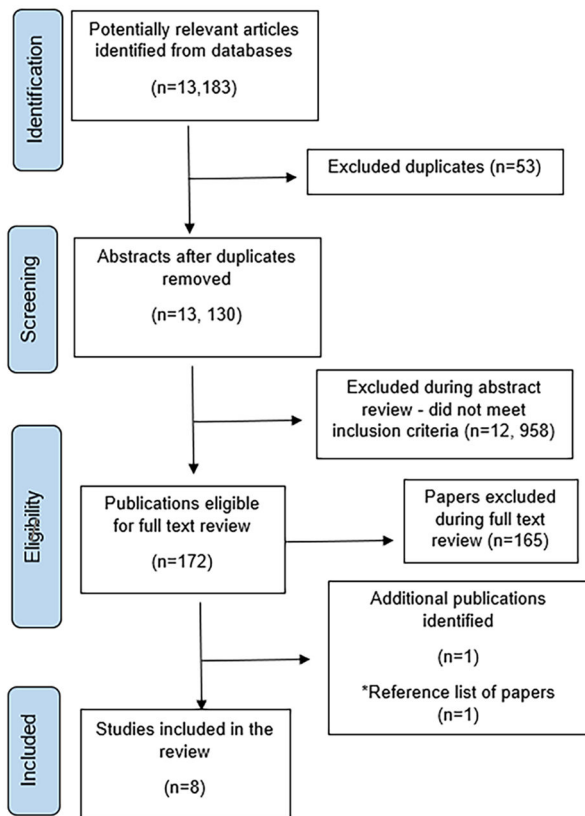 Identification
Potentially relevant articles
identified from databases
(n=13,183)
Excluded duplicates (n=53)
Screening
Abstracts after duplicates
removed
(n=13, 130)
Excluded during abstract
review - did not meet
inclusion criteria (n=12, 958)
Eligibility
Publications eligible
for full text review
(n=172)
Papers excluded
during full text
review (n=165)
Additional publications
identified
(n=1)
*Reference list of papers
(n=1)
Included
Studies included in the
review
(n=8)